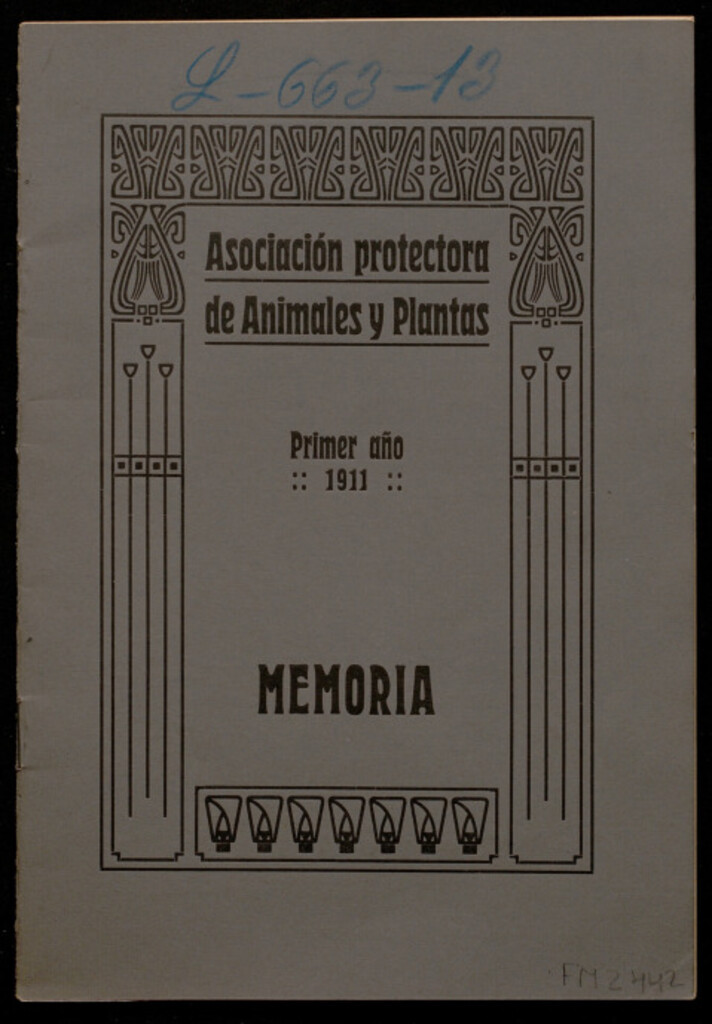 L-663-13
Asociación protectora
de Animales y Plantas
Primer año
:: 1911 ::
MEMORIA
FM 2442